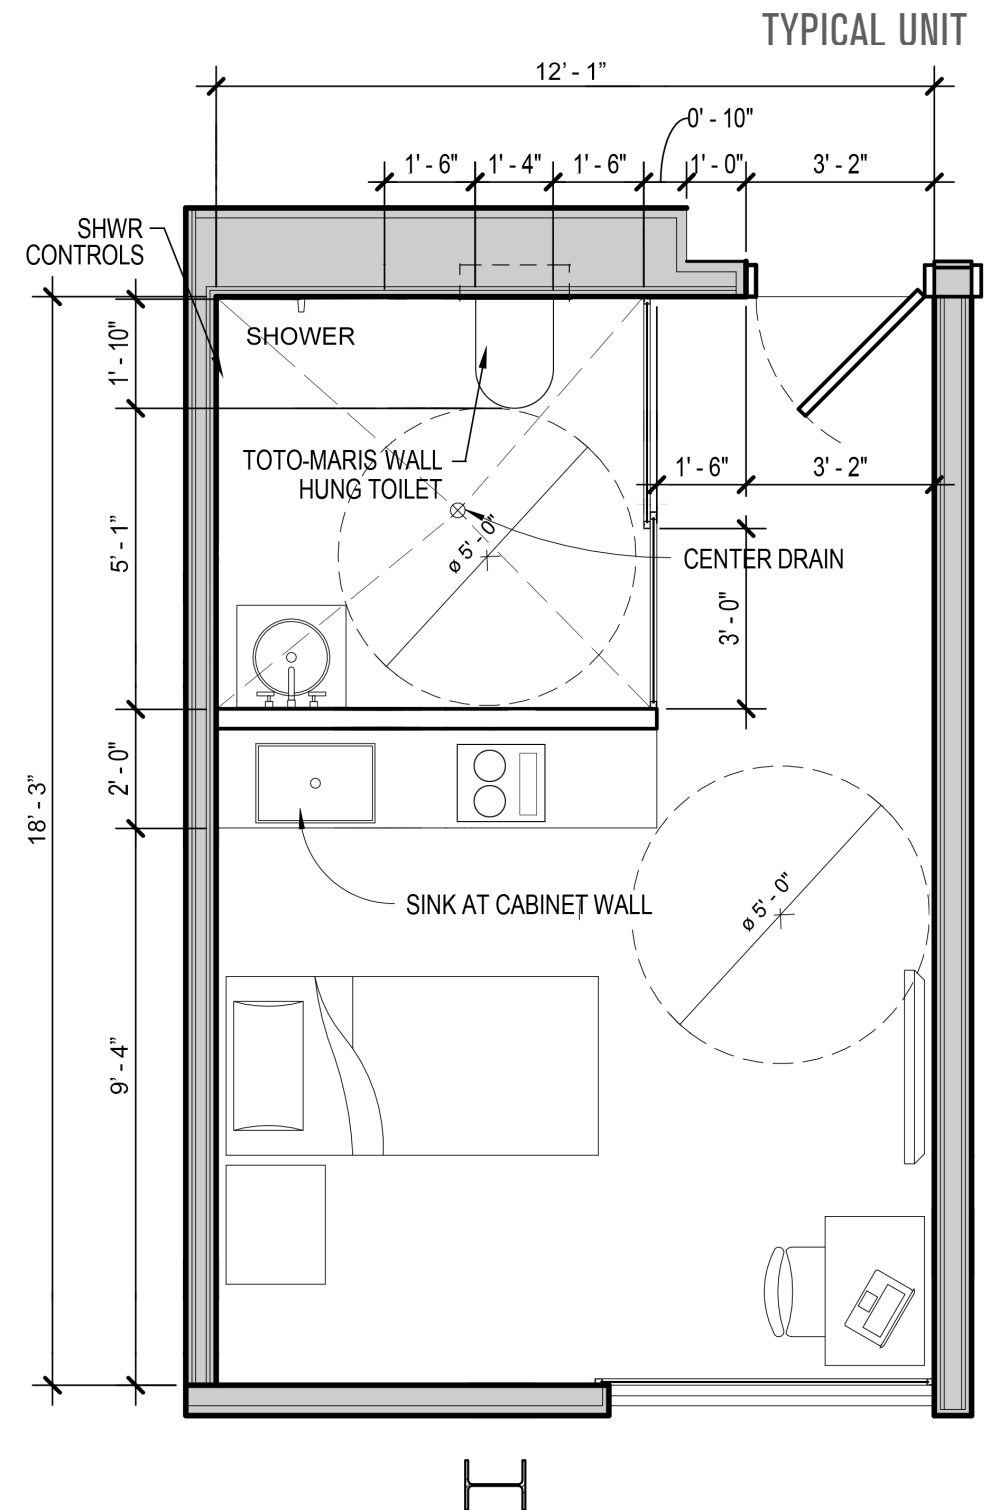 TYPICAL UNIT
12' - 1"
0' - 10"
1' - 6"
1' - 4"
1' - 6"
1' - 0"
3' - 2"
SHWR
CONTROLS
SHOWER
1' - 10"
TOTO-MARIS WALL
HUNG TOILET
1' - 6"
3' - 2"
5' - 1"
ø 5' - 0"
CENTER DRAIN
3' - 0"
2' - 0"
18' - 3"
SINK AT CABINET WALL
ø 5' - 0"
9' - 4"